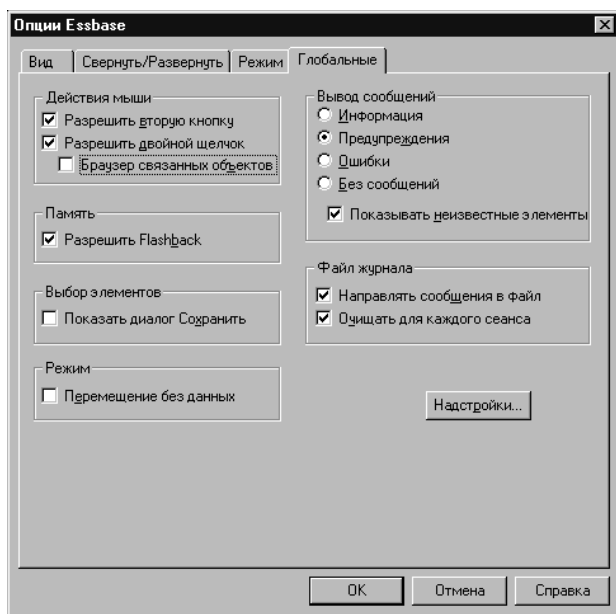 Опции Essbase
Вид
Свернуть/Развернуть
Режим
Глобальные
Действия мыши
Разрешить вторую кнопку
Разрешить двойной щелчок
Браузер связанных объектов
Память
Разрешить Flashback
Выбор элементов
Показать диалог Сохранить
Режим
Перемещение без данных
Вывод сообщений
Информация
Предупреждения
Ошибки
Без сообщений
Показывать неизвестные элементы
Файл журнала
Направлять сообщения в файл
Очищать для каждого сеанса
Надстройки...
OK
Отмена
Справка